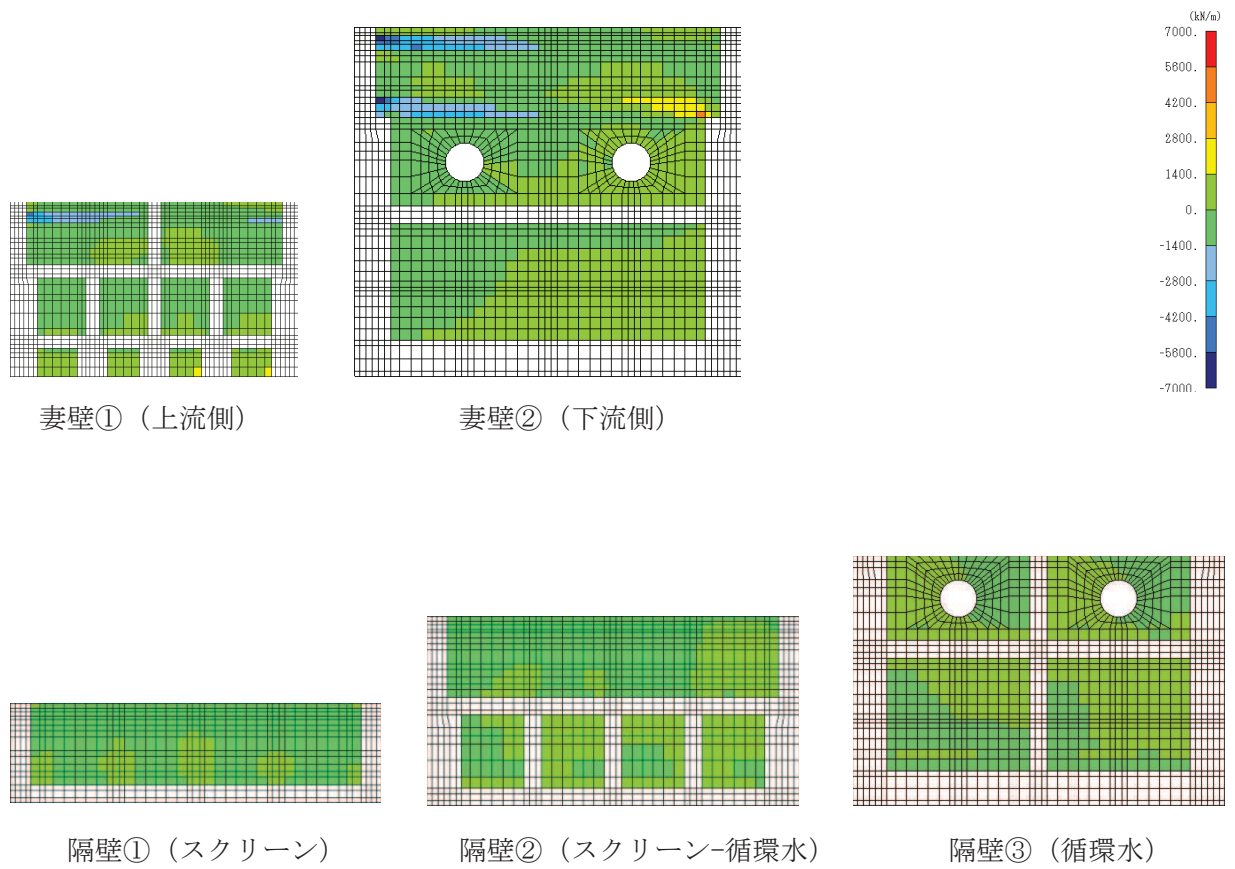 (kN/m)
7000.
5600.
4200.
2800.
1400.
0.
-1400.
-2800.
-4200.
-5600.
-7000.
妻壁①（上流側）
妻壁②（下流側）
隔壁①（スクリーン）
隔壁②（スクリーン−循環水）
隔壁③（循環水）